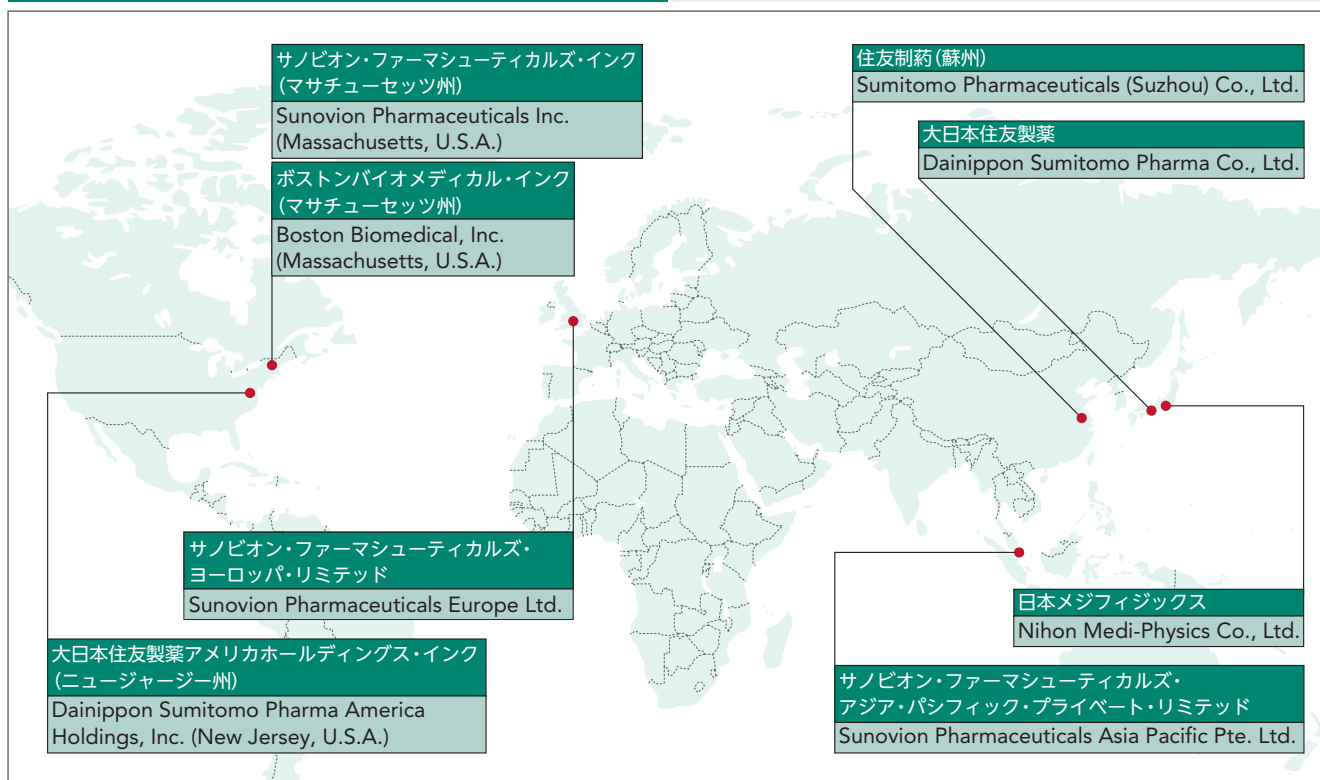 サノビオン・ファーマシューティカルズ・インク
(マサチューセッツ州)
Sunovion Pharmaceuticals Inc.
(Massachusetts, U.S.A.)
ボストンバイオメディカル・インク
(マサチューセッツ州)
Boston Biomedical, Inc.
(Massachusetts, U.S.A.)
住友制葯(蘇州)
Sumitomo Pharmaceuticals (Suzhou) Co., Ltd.
大日本住友製薬
Dainippon Sumitomo Pharma Co., Ltd.
サノビオン・ファーマシューティカルズ・
ヨーロッパ・リミテッド
Sunovion Pharmaceuticals Europe Ltd.
大日本住友製薬アメリカホールディングス・インク
(ニュージャージー州)
Dainippon Sumitomo Pharma America
Holdings, Inc. (New Jersey, U.S.A.)
日本メジフィジックス
Nihon Medi-Physics Co., Ltd.
サノビオン・ファーマシューティカルズ・
アジア・パシフィック・プライベート・リミテッド
Sunovion Pharmaceuticals Asia Pacific Pte. Ltd.